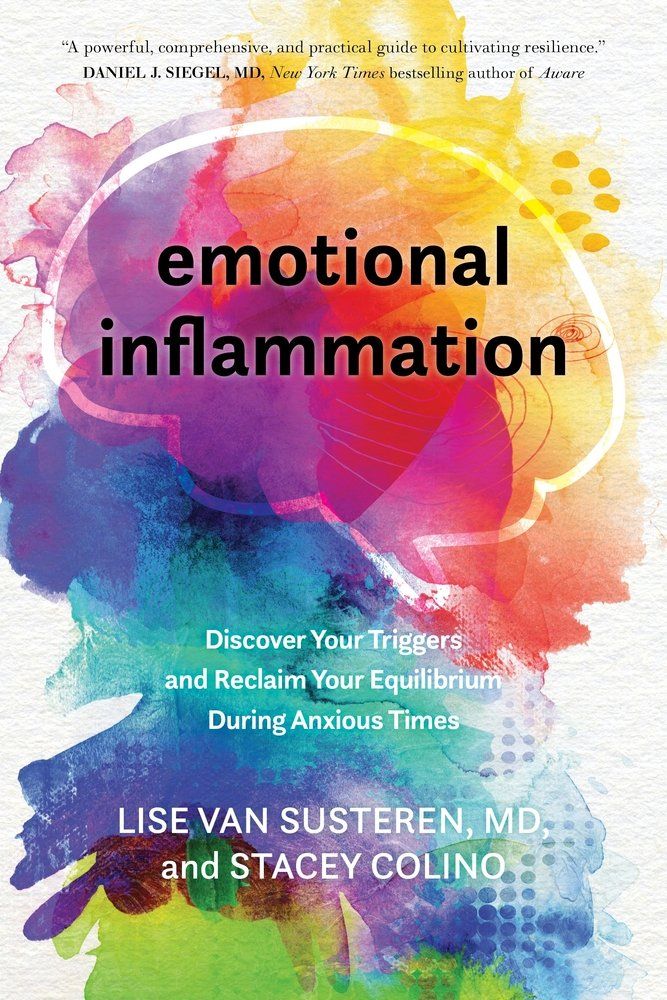 “A powerful, comprehensive, and practical guide to cultivating resilience.”
DANIEL J. SIEGEL, MD, New York Times bestselling author of Aware
emotional
inflammation
Discover Your Triggers
and Reclaim Your Equilibrium
During Anxious Times
LISE VAN SUSTEREN, MD,
and STACEY COLINO